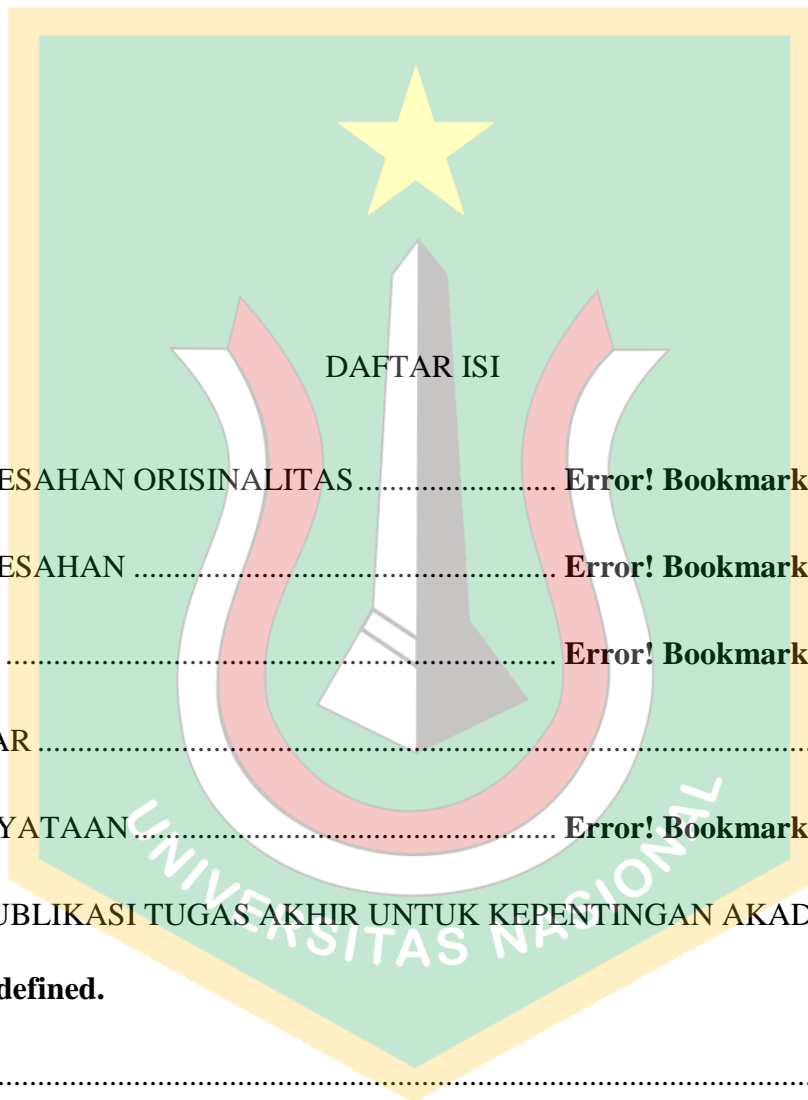 DAFTAR ISI
ESAHAN ORISINALITAS ......................... Error! Bookmark
ESAHAN ..................................................... Error! Bookmark
..................................................................... Error! Bookmark
AR ................................................................................................
YATAAN ..................................................... Error! Bookmark
UBLIKASI TUGAS AKHIR UNTUK KEPENTINGAN AKAD
defined.
.....................................................................................................
UNIVERSITAS NASIONAL